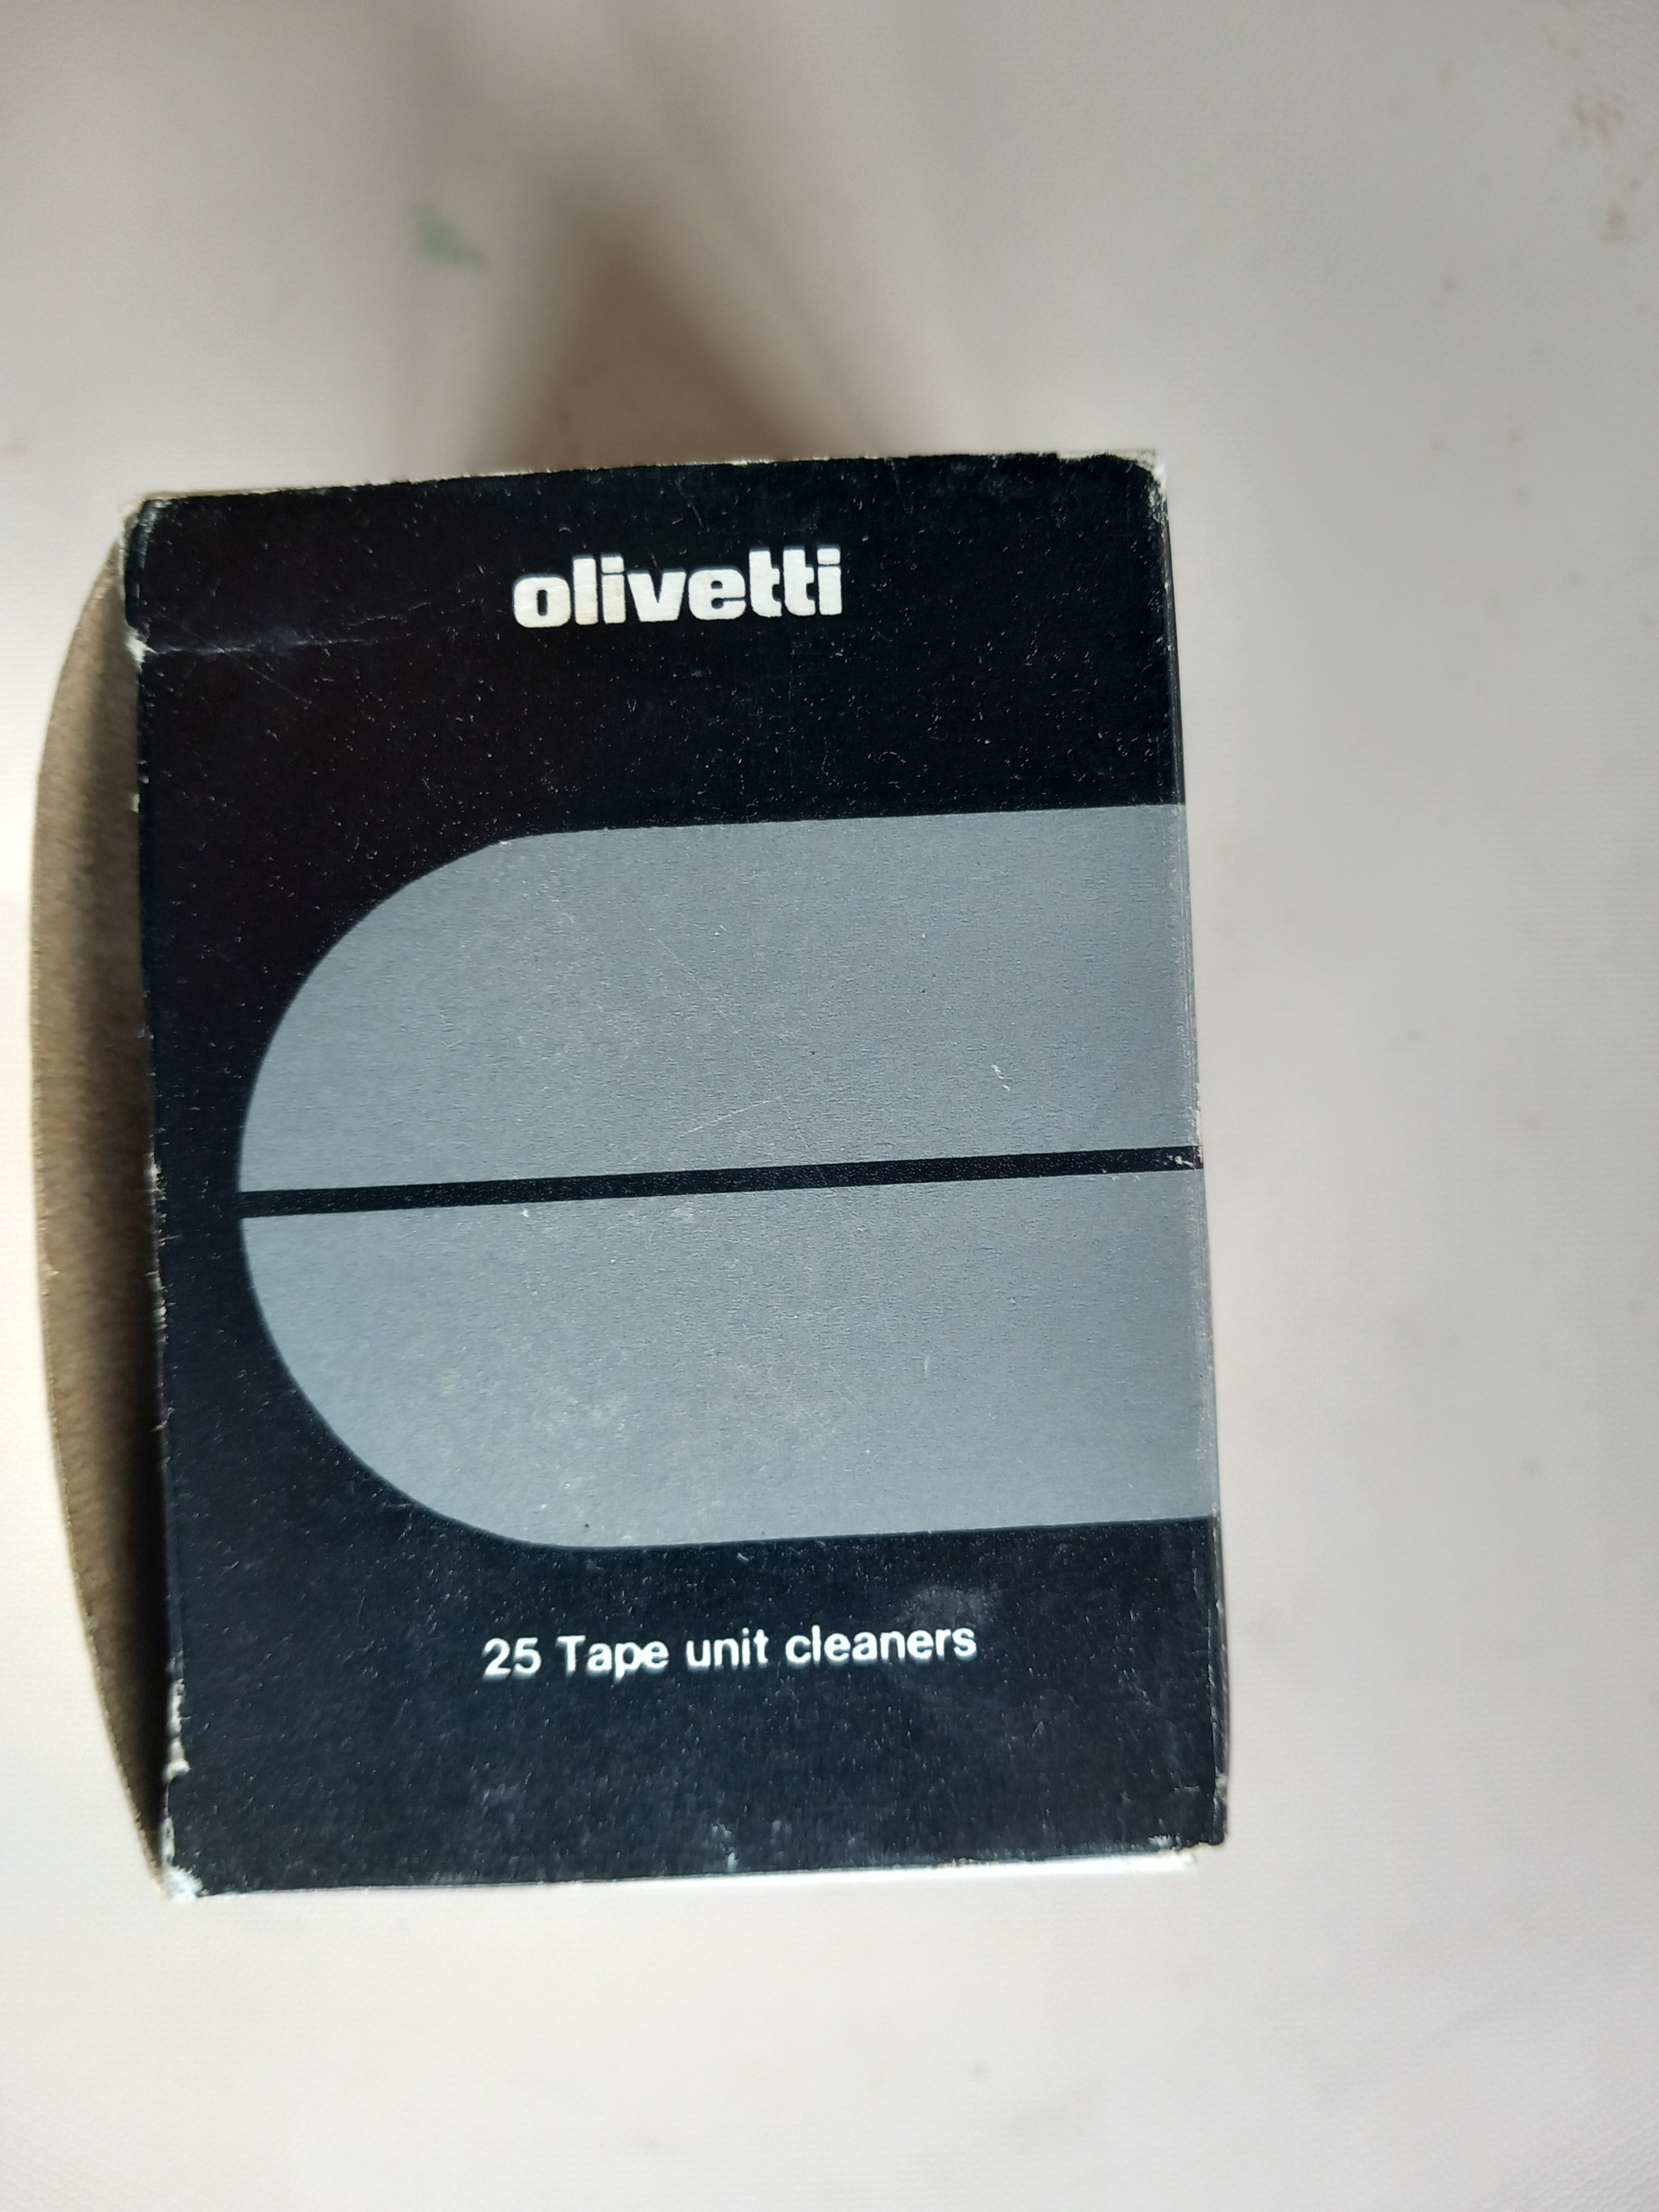 olivetti
25 Tape unit cleaners